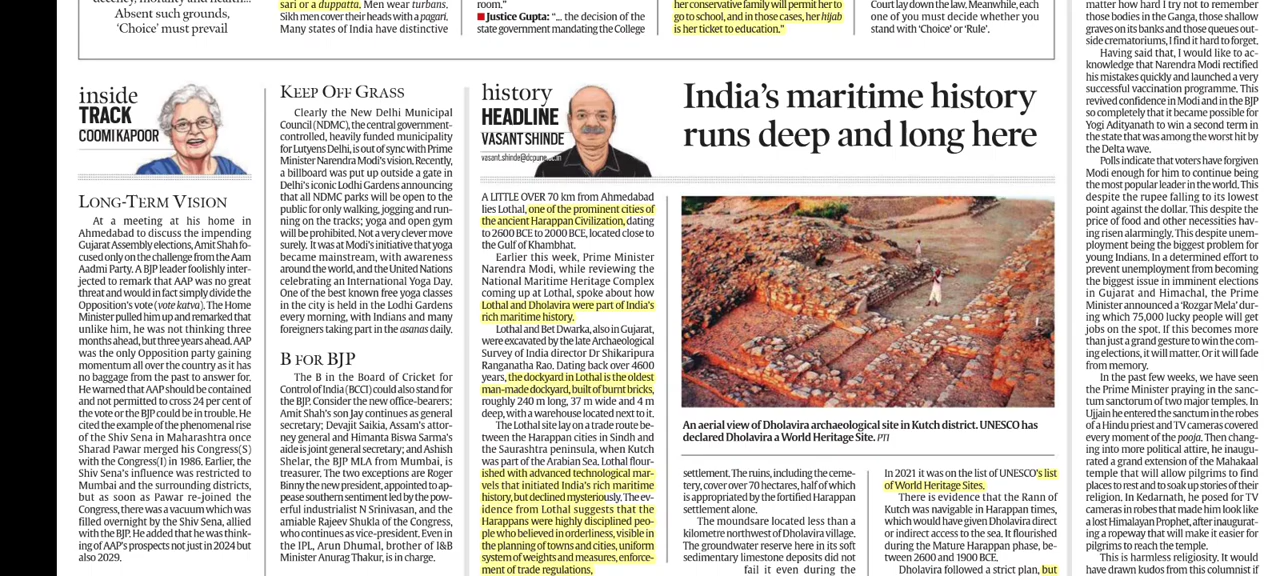 decency, morality and health...
Absent such grounds,
'Choice' must prevail
sari or a duppatta. Men wear turbans.
Sikh men cover their heads with a pagari.
Many states of India have distinctive
room."
Justice Gupta: "... the decision of the
state government mandating the College
her conservative family will permit her to
go to school, and in those cases, her hijab
is her ticket to education."
Court lay down the law. Meanwhile, each
one of you must decide whether you
stand with 'Choice' or 'Rule'.
inside
TRACK
COOMI KAPOOR
LONG-TERM VISION
At a meeting at his home in
Ahmedabad to discuss the impending
Gujarat Assembly elections, Amit Shah fo-
cused only on the challenge from the Aam
Aadmi Party. A BJP leader foolishly inter-
jected to remark that AAP was no great
threat and would in fact simply divide the
Opposition's vote (vote katva). The Home
Minister pulled him up and remarked that
unlike him, he was not thinking three
months ahead, but three years ahead. AAP
was the only Opposition party gaining
momentum all over the country as it has
no baggage from the past to answer for.
He warned that AAP should be contained
and not permitted to cross 24 per cent of
the vote or the BJP could be in trouble. He
cited the example of the phenomenal rise
of the Shiv Sena in Maharashtra once
Sharad Pawar merged his Congress(S)
with the Congress(I) in 1986. Earlier, the
Shiv Sena's influence was restricted to
Mumbai and the surrounding districts,
but as soon as Pawar re-joined the
Congress, there was a vacuum which was
filled overnight by the Shiv Sena, allied
with the BJP. He added that he was think-
ing of AAP's prospects not just in 2024 but
also 2029.
KEEP OFF GRASS
Clearly the New Delhi Municipal
Council (NDMC), the central government-
controlled, heavily funded municipality
for Lutyens Delhi, is out of sync with Prime
Minister Narendra Modi's vision. Recently,
a billboard was put up outside a gate in
Delhi's iconic Lodhi Gardens announcing
that all NDMC parks will be open to the
public for only walking, jogging and run-
ning on the tracks; yoga and open gym
will be prohibited. Not a very clever move
surely. It was at Modi's initiative that yoga
became mainstream, with awareness
around the world, and the United Nations
celebrating an International Yoga Day.
One of the best known free yoga classes
in the city is held in the Lodhi Gardens
every morning, with Indians and many
foreigners taking part in the asanas daily.
B FOR BJP
The B in the Board of Cricket for
Control of India (BCCI) could also stand for
the BJP. Consider the new office-bearers:
Amit Shah's son Jay continues as general
secretary; Devajit Saikia, Assam's attor-
ney general and Himanta Biswa Sarma's
aide is joint general secretary; and Ashish
Shelar, the BJP MLA from Mumbai, is
treasurer. The two exceptions are Roger
Binny the new president, appointed to ap-
pease southern sentiment led by the pow-
erful industrialist N Srinivasan, and the
amiable Rajeev Shukla of the Congress,
who continues as vice-president. Even in
the IPL, Arun Dhumal, brother of I&B
Minister Anurag Thakur, is in charge.
history
HEADLINE
VASANT SHINDE
vasant.shinde@dcpune.ac.in
India's maritime history
runs deep and long here
A LITTLE OVER 70 km from Ahmedabad
lies Lothal, one of the prominent cities of
the ancient Harappan Civilization, dating
to 2600 BCE to 2000 BCE, located close to
the Gulf of Khambhat.
Earlier this week, Prime Minister
Narendra Modi, while reviewing the
National Maritime Heritage Complex
coming up at Lothal, spoke about how
Lothal and Dholavira were part of India's
rich maritime history.
Lothal and Bet Dwarka, also in Gujarat,
were excavated by the late Archaeological
Survey of India director Dr Shikaripura
Ranganatha Rao. Dating back over 4600
years, the dockyard in Lothal is the oldest
man-made dockyard, built of burnt bricks,
roughly 240 m long, 37 m wide and 4 m
deep, with a warehouse located next to it.
The Lothal site lay on a trade route be-
tween the Harappan cities in Sindh and
the Saurashtra peninsula, when Kutch
was part of the Arabian Sea. Lothal flour-
ished with advanced technological mar-
vels that initiated India's rich maritime
history, but declined mysteriously. The ev-
idence from Lothal suggests that the
Harappans were highly disciplined peo-
ple who believed in orderliness, visible in
the planning of towns and cities, uniform
system of weights and measures, enforce-
ment of trade regulations,
An aerial view of Dholavira archaeological site in Kutch district. UNESCO has
declared Dholavira a World Heritage Site. PTI
settlement. The ruins, including the ceme-
tery, cover over 70 hectares, half of which
is appropriated by the fortified Harappan
settlement alone.
The mounds are located less than a
kilometre northwest of Dholavira village.
The groundwater reserve here in its soft
sedimentary limestone deposits did not
fail it even during the
In 2021 it was on the list of UNESCO's list
of World Heritage Sites.
There is evidence that the Rann of
Kutch was navigable in Harappan times,
which would have given Dholavira direct
or indirect access to the sea. It flourished
during the Mature Harappan phase, be-
tween 2600 and 1900 BCE.
Dholavira followed a strict plan, but
matter how hard I try not to remember
those bodies in the Ganga, those shallow
graves on its banks and those queues out-
side crematoriums, I find it hard to forget.
Having said that, I would like to ac-
knowledge that Narendra Modi rectified
his mistakes quickly and launched a very
successful vaccination programme. This
revived confidence in Modi and in the BJP
so completely that it became possible for
Yogi Adityanath to win a second term in
the state that was among the worst hit by
the Delta wave.
Polls indicate that voters have forgiven
Modi enough for him to continue being
the most popular leader in the world. This
despite the rupee falling to its lowest
point against the dollar. This despite the
price of food and other necessities hav-
ing risen alarmingly. This despite unem-
ployment being the biggest problem for
young Indians. In a determined effort to
prevent unemployment from becoming
the biggest issue in imminent elections
in Gujarat and Himachal, the Prime
Minister announced a 'Rozgar Mela' dur-
ing which 75,000 lucky people will get
jobs on the spot. If this becomes more
than just a grand gesture to win the com-
ing elections, it will matter. Or it will fade
from memory.
In the past few weeks, we have seen
the Prime Minister praying in the sanc-
tum sanctorum of two major temples. In
Ujjain he entered the sanctum in the robes
of a Hindu priest and TV cameras covered
every moment of the pooja. Then chang-
ing into more political attire, he inaugu-
rated a grand extension of the Mahakaal
temple that will allow pilgrims to find
places to rest and to soak up stories of their
religion. In Kedarnath, he posed for TV
cameras in robes that made him look like
a lost Himalayan Prophet, after inaugurat-
ing a ropeway that will make it easier for
pilgrims to reach the temple.
This is harmless religiosity. It would
have drawn kudos from this columnist if